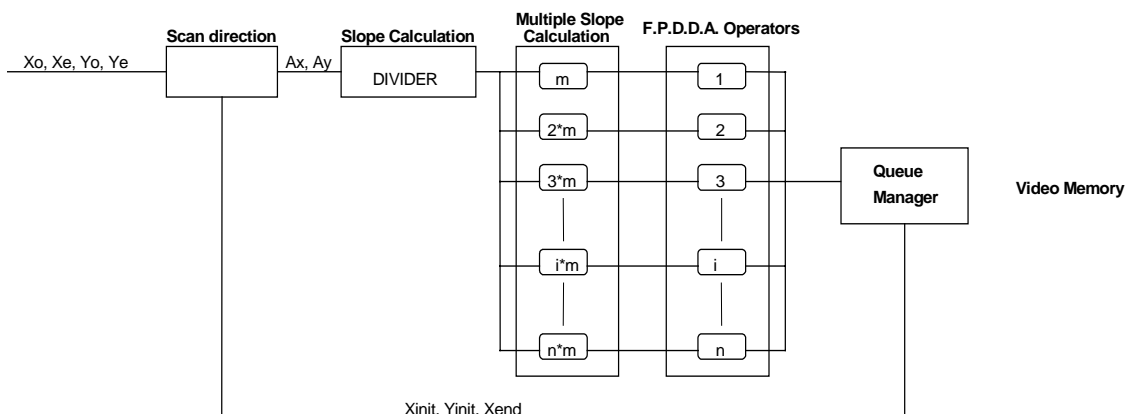 Scan direction
Slope Calculation
Multiple Slope
Calculation
F.P.D.D.A. Operators
Xo, Xe, Yo, Ye
Ax, Ay
DIVIDER
m
1
2*m
2
3*m
3
Queue
Manager
Video Memory
i*m
i
n*m
n
Xinit, Yinit, Xend